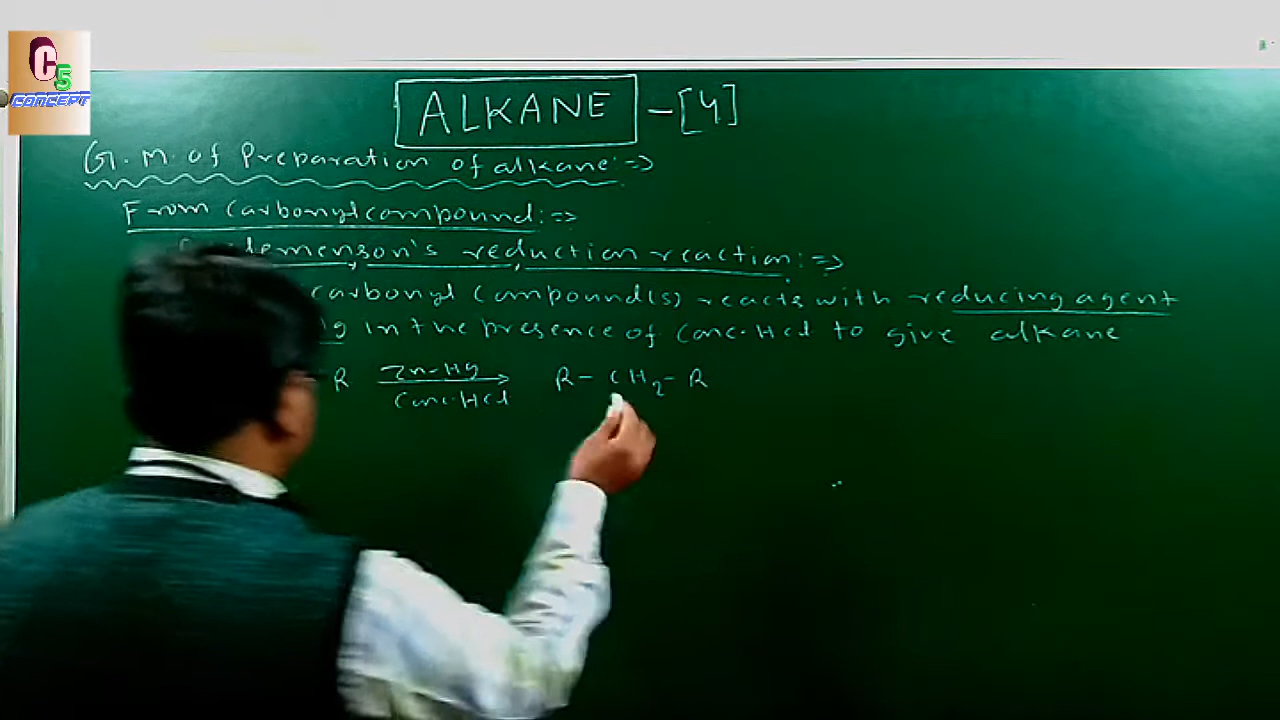 C5
CONCEPT
ALKANE -[4]
G.M. of Preparation of alkane:=>
From Carbonyl compound:=>
reduction reaction:=>
carbonyl compound(s) reacts with reducing agent
in the presence of Conc. HCl to give alkane
R Zn-Hg R-CH2-R
Conc. HCl